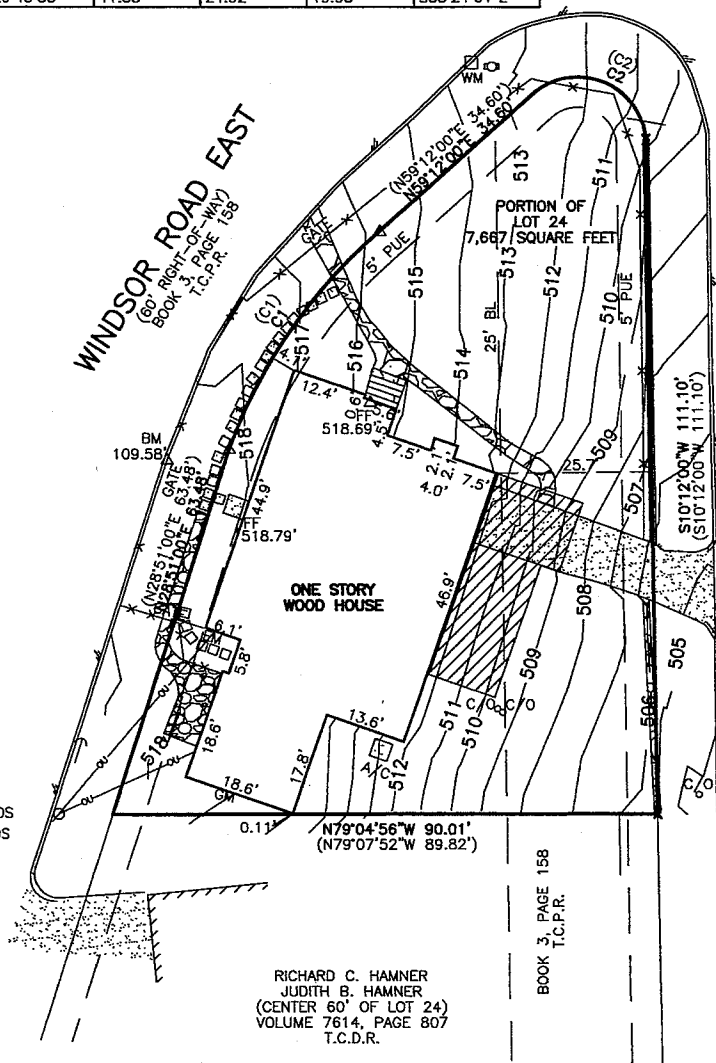 WINDSOR ROAD EAST
(60' RIGHT-OF-WAY)
BOOK 3, PAGE 158
T.C.P.R.
WM
(C2)
C2
(N59°12'00"E 34.60')
N59°12'00"E 34.60'
513
511
PORTION OF
LOT 24
7,667 SQUARE FEET
GATE
5' PUE
515
513
512
510
5' PUE
25' BL
(C1)
C1
517
516
514
4.7'
12.4'
0.6'
FF
518.69'
4.5'
7.5'
2.1'
2.1'
4.0'
7.5'
25.7
509
507
S10°12'00"W 111.10'
(S10°12'00"W 111.10')
BM
109.58'
518
GATE
(N28°51'00"E 63.48')
N28°51'00"E 63.48'
44.9'
FF
518.79'
ONE STORY
WOOD HOUSE
46.9'
508
6.1'
EM
5.8'
509
505
C/O
C/O
511
510
506
518
18.6'
13.6'
17.8'
A/C
512
C/O
18.6'
GM
OS
OS
0.11'
N79°04'56"W 90.01'
(N79°07'52"W 89.82')
BOOK 3, PAGE 158
T.C.P.R.
RICHARD C. HAMNER
JUDITH B. HAMNER
(CENTER 60' OF LOT 24)
VOLUME 7614, PAGE 807
T.C.D.R.